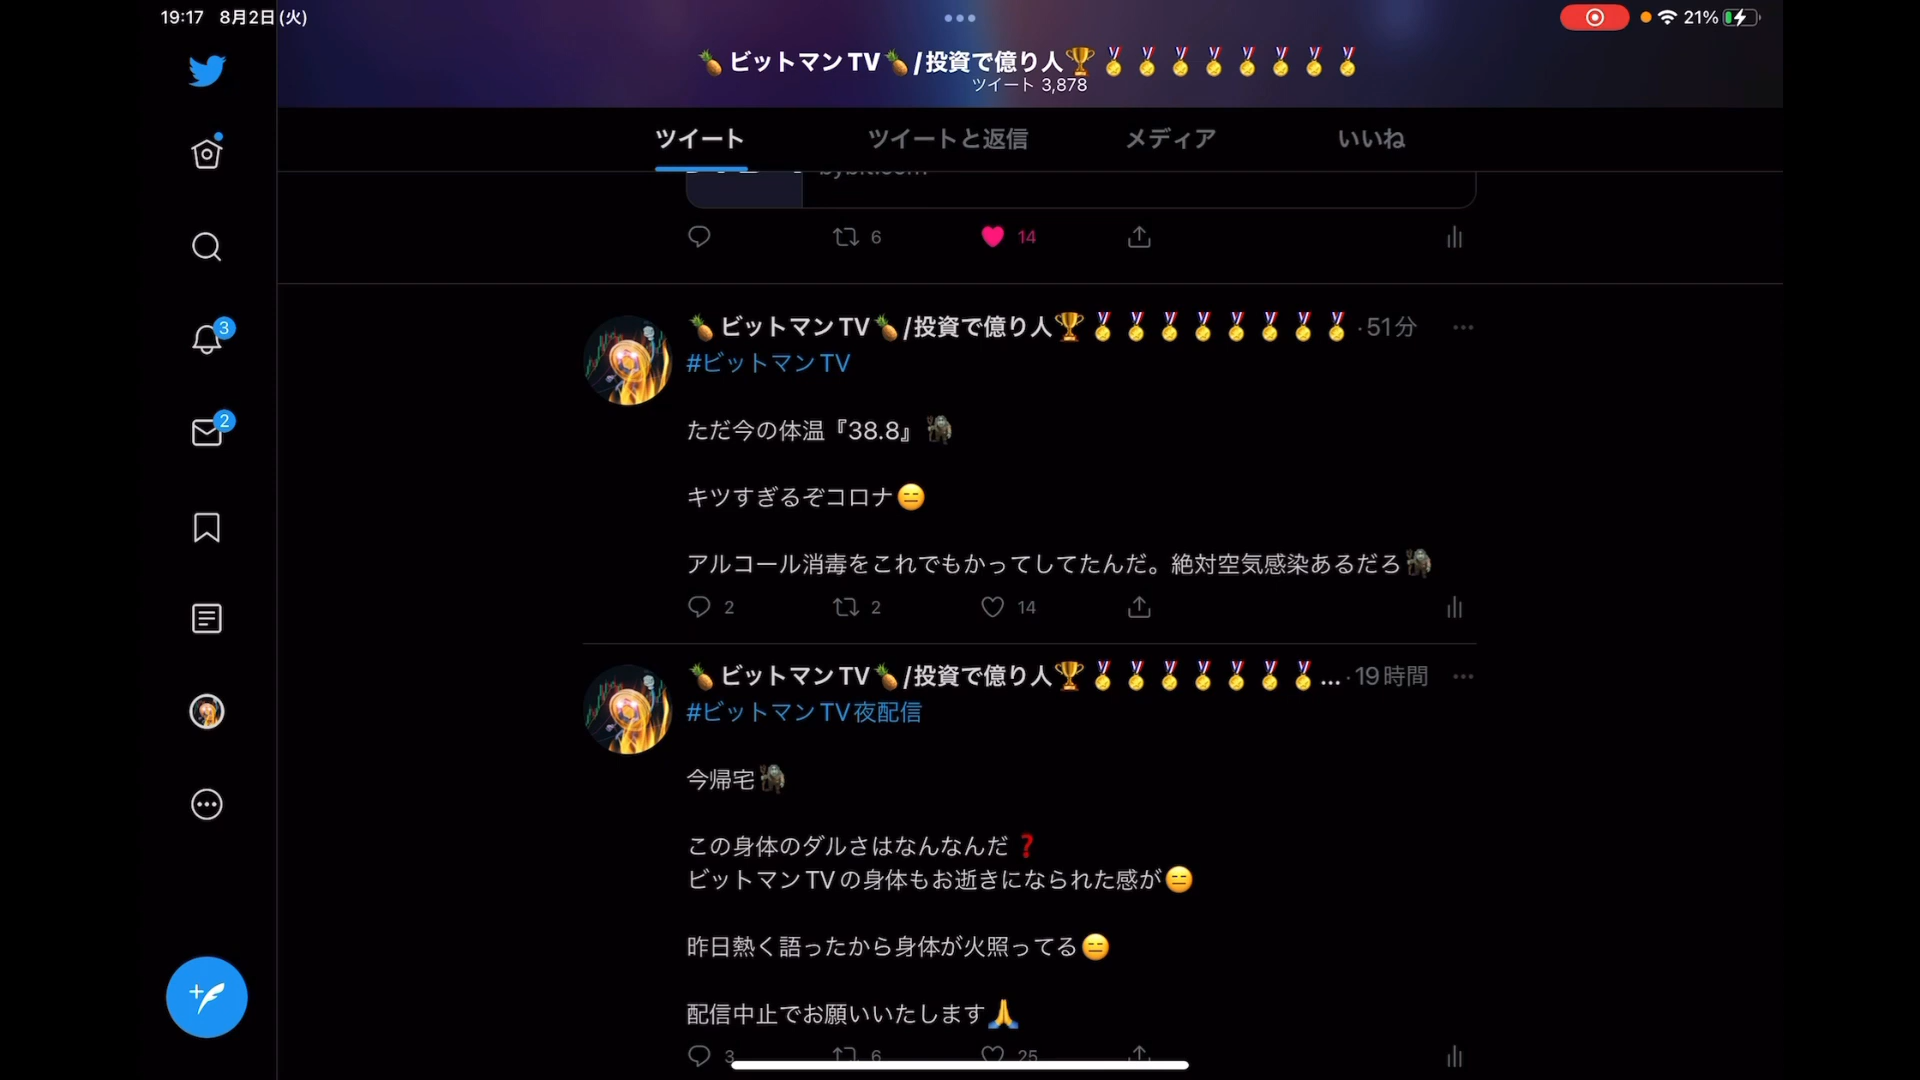 19:17 8月2日(火)
21%
🍍ビットマンTV🍍/投資で億り人🏆🏅🏅🏅🏅🏅🏅🏅🏅
ツイート 3,878
ツイート ツイートと返信 メディア いいね
bybit.com
6 14
🍍ビットマンTV🍍/投資で億り人🏆🏅🏅🏅🏅🏅🏅🏅🏅 · 51分
#ビットマンTV
3
ただ今の体温『38.8』🧌
2
キツすぎるぞコロナ😑
アルコール消毒をこれでもかってしてたんだ。絶対空気感染あるだろ🧌
2 2 14
🍍ビットマンTV🍍/投資で億り人🏆🏅🏅🏅🏅🏅🏅🏅... · 19時間
#ビットマンTV夜配信
今帰宅🧌
この身体のダルさはなんなんだ❓
ビットマンTVの身体もお逝きになられた感が😑
昨日熱く語ったから身体が火照ってる😑
配信中止でお願いいたします🙏
3 6 25